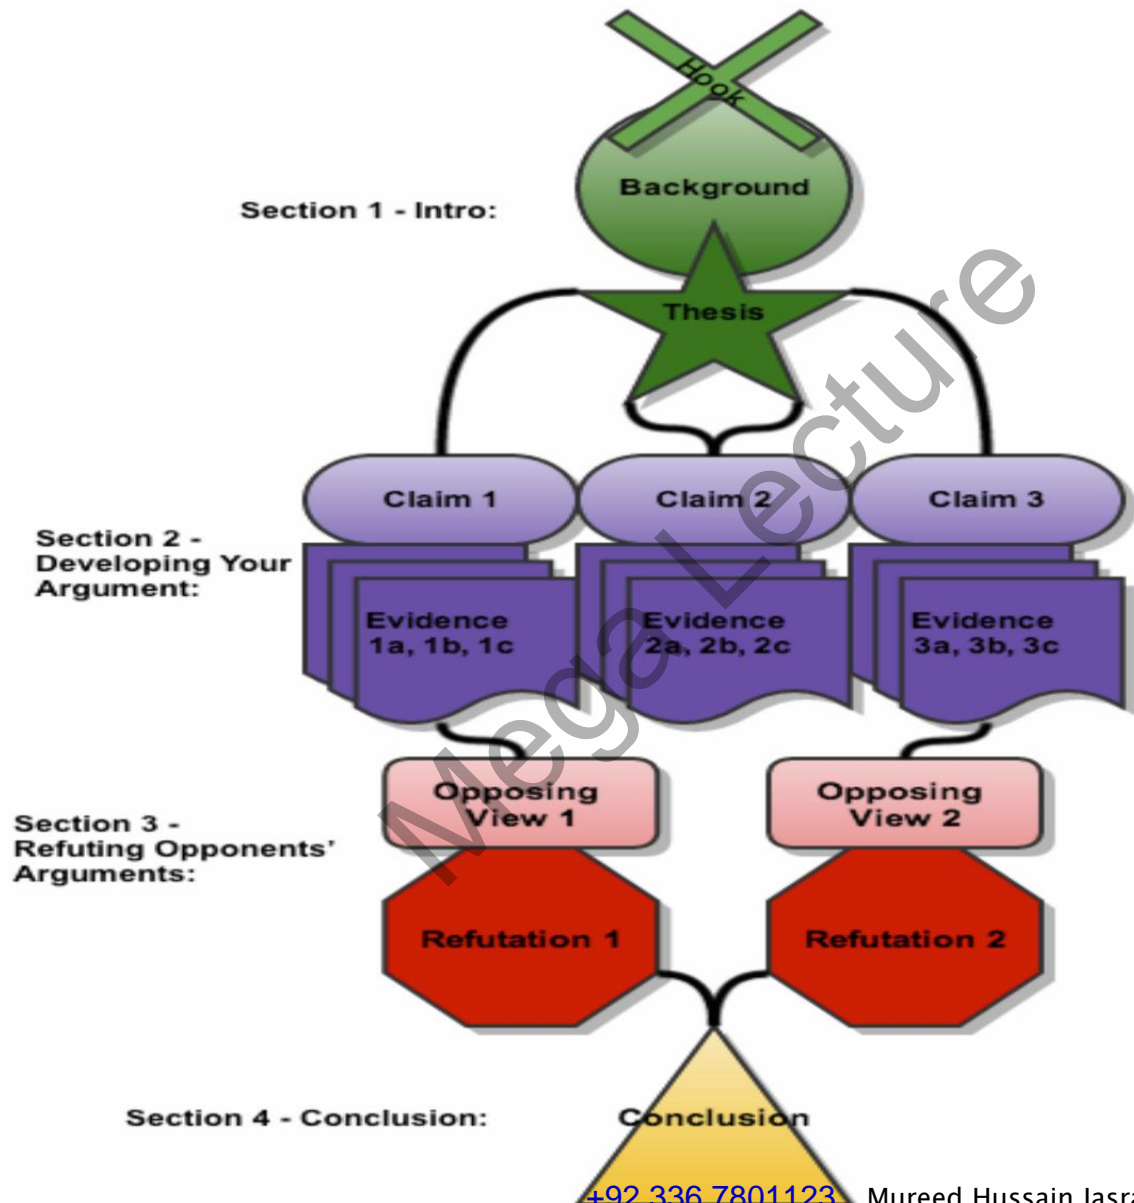 Hook
Background
Section 1 - Intro:
Thesis
Claim 1
Claim 2
Claim 3
Section 2 -
Developing Your
Argument:
Evidence
1a, 1b, 1c
Evidence
2a, 2b, 2c
Evidence
3a, 3b, 3c
Opposing
View 1
Opposing
View 2
Section 3 -
Refuting Opponents’
Arguments:
Refutation 1
Refutation 2
Section 4 - Conclusion:
Conclusion
Mega Lecture
+92 336 7801123
Mureed Hussain